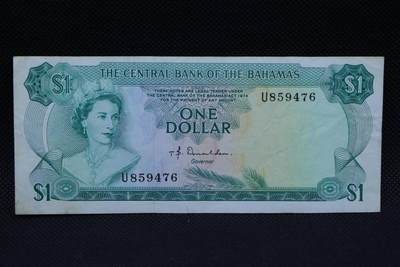 $1 THE CENTRAL BANK OF THE BAHAMAS $1
THESE NOTES ARE LEGAL TENDER UNDER
THE CENTRAL BANK OF THE BAHAMAS ACT 1974
FOR THE PAYMENT OF ANY AMOUNT
U859476
ONE
DOLLAR
T. B. Donaldson
Governor
U859476
$1 $1